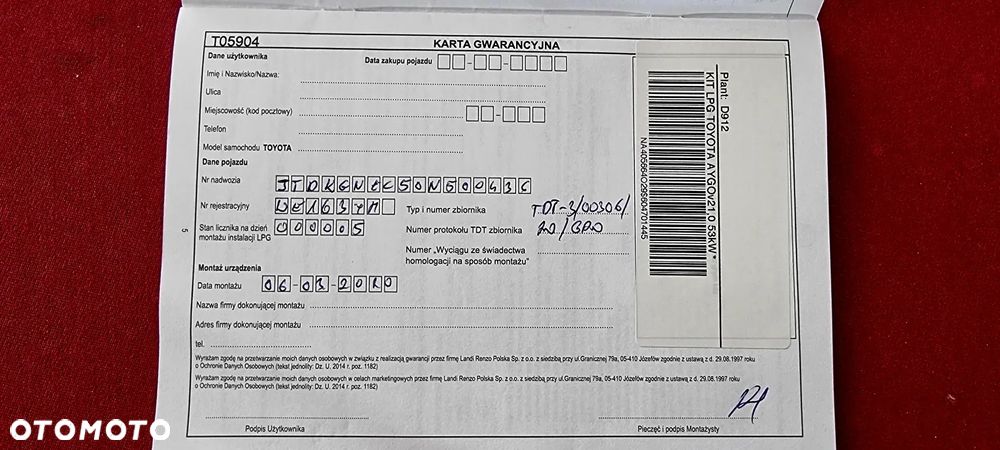 T05904
KARTA GWARANCYJNA
Dane użytkownika
Data zakupu pojazdu
Imię i Nazwisko/Nazwa:
Ulica
Miejscowość (kod pocztowy)
Telefon
Model samochodu TOYOTA
Dane pojazdu
Nr nadwozia
Nr rejestracyjny
Typ i numer zbiornika TDT-3/00306/
Stan licznika na dzień montażu instalacji LPG 000005
Numer protokołu TDT zbiornika
Numer „Wyciągu ze świadectwa
homologacji na sposób montażu"
Montaż urządzenia
Data montażu 06-03-2020
Nazwa firmy dokonującej montażu
Adres firmy dokonującej montażu
tel.
Wyrażam zgodę na przetwarzanie moich danych osobowych w związku z realizacją gwarancji przez firmę Landi Renzo Polska Sp. z o.o. z siedzibą przy ul.Granicznej 79a, 05-410 Józefów zgodnie z ustawą z d. 29.08.1997 roku
o Ochronie Danych Osobowych (tekst jednolity: Dz. U. 2014 r. poz. 1182)
Wyrażam zgodę na przetwarzanie moich danych osobowych w celach marketingowych przez firmę Landi Renzo Polska Sp. z o.o. z siedzibą przy ul.Granicznej 79a, 05-410 Józefów zgodnie z ustawą z d. 29.08.1997 roku
o Ochronie Danych Osobowych (tekst jednolity: Dz. U. 2014 r. poz. 1182)
Podpis Użytkownika
Pieczęć i podpis Montażysty
5
Plant: D912
KIT LPG TOYOTA AYGOv21,0 53kW*
OTOMOTO